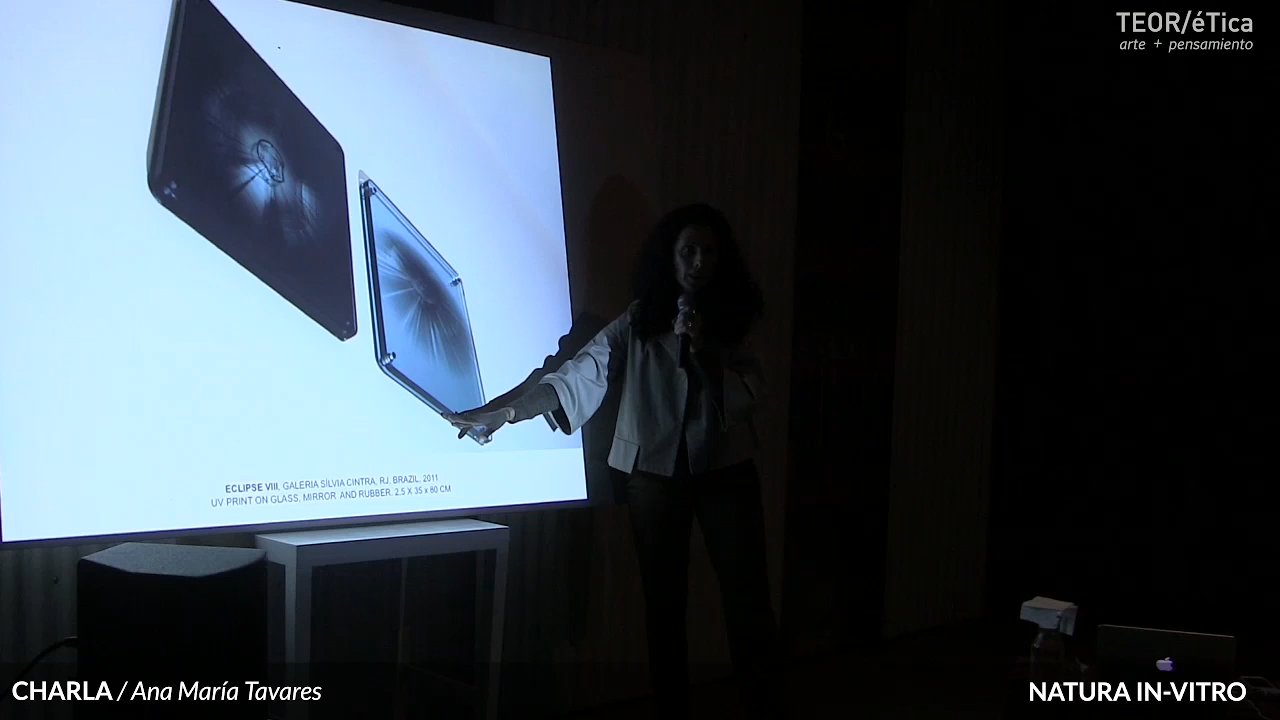 TEOR/éTica
arte + pensamiento
ECLIPSE VIII, GALERIA SÍLVIA CINTRA, RJ, BRAZIL, 2011
UV PRINT ON GLASS, MIRROR AND RUBBER, 2.5 X 35 x 80 CM
CHARLA / Ana María Tavares
NATURA IN-VITRO